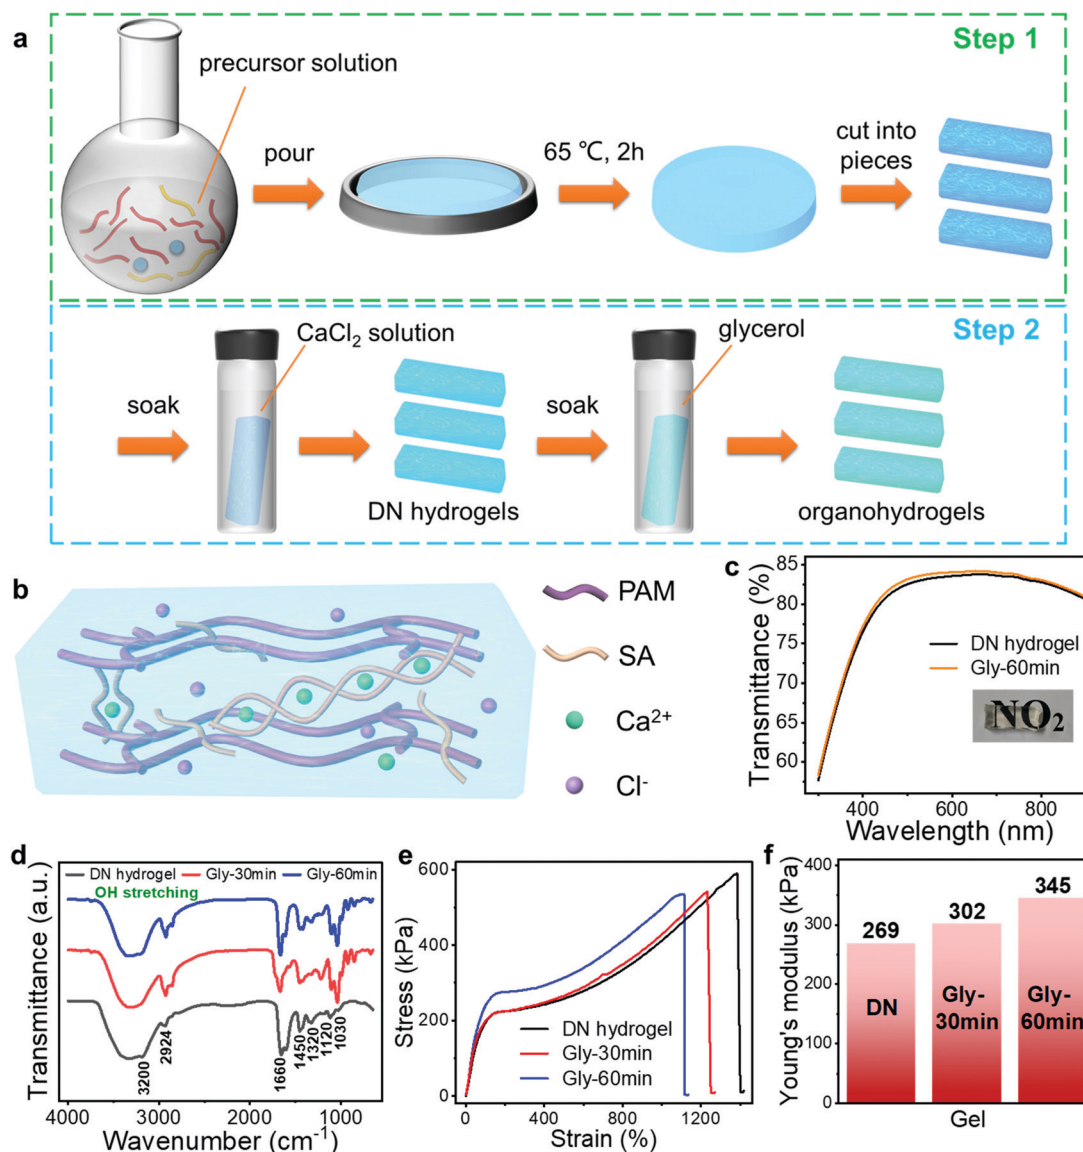 a
Step 1
precursor solution
pour
65 ℃, 2h
cut into
pieces
Step 2
CaCl₂ solution
glycerol
soak
soak
DN hydrogels
organohydrogels
b
PAM
SA
Ca²⁺
Cl⁻
c
Transmittance (%)
85
80
75
70
65
60
DN hydrogel
Gly-60min
NO₂
400 600 800
Wavelength (nm)
d
Transmittance (a.u.)
DN hydrogel Gly-30min Gly-60min
OH stretching
3200
2924
1660
1450
1320
1120
1030
4000 3000 2000 1000
Wavenumber (cm⁻¹)
e
Stress (kPa)
600
400
200
0
DN hydrogel
Gly-30min
Gly-60min
0 400 800 1200
Strain (%)
f
Young's modulus (kPa)
400
300
200
100
0
269
302
345
DN
Gly-
30min
Gly-
60min
Gel